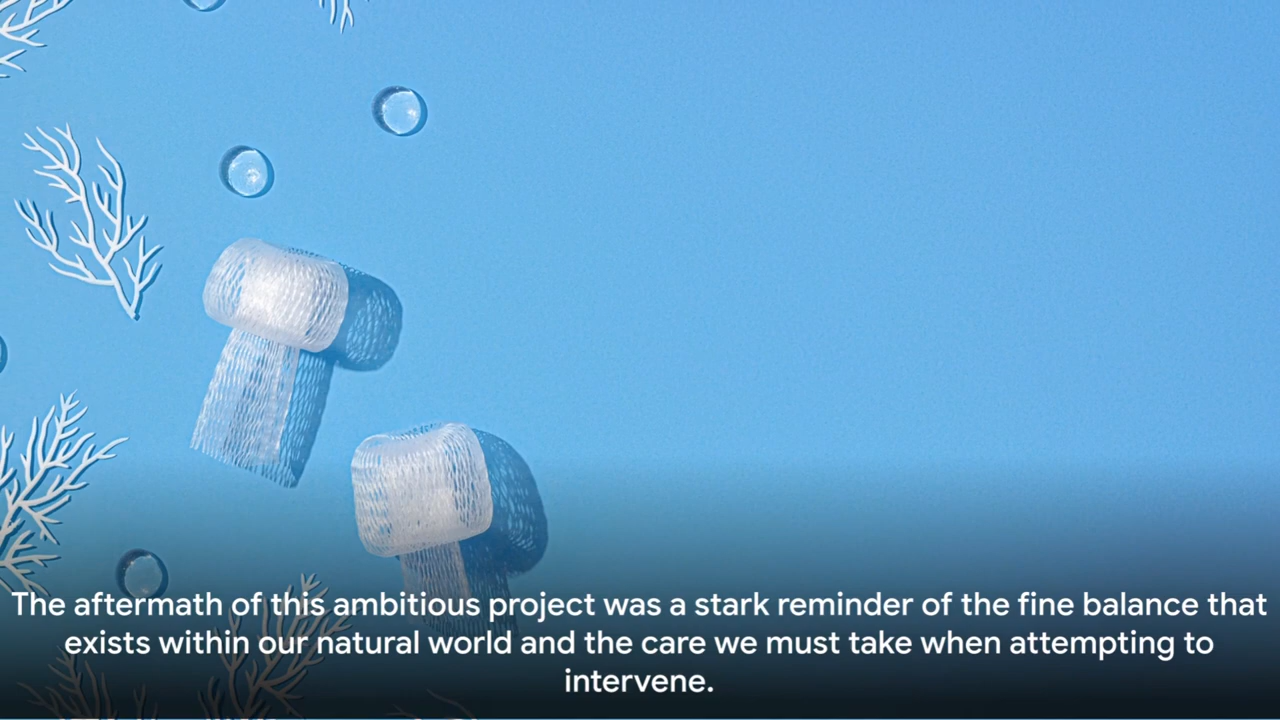 The aftermath of this ambitious project was a stark reminder of the fine balance that
exists within our natural world and the care we must take when attempting to
intervene.